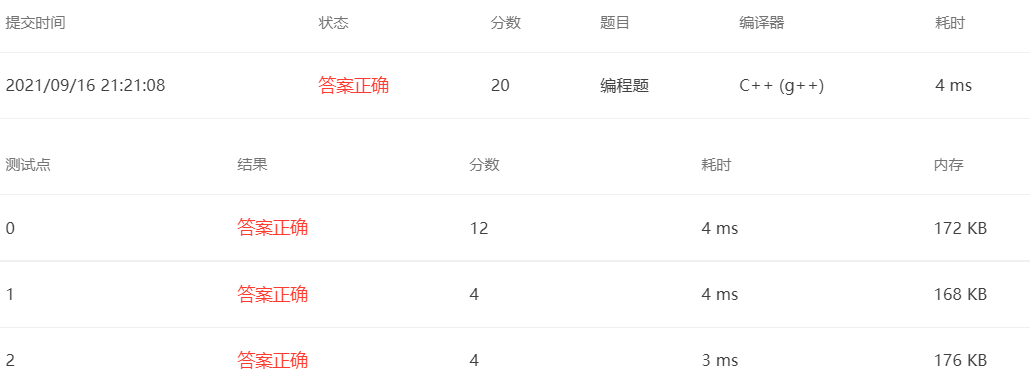 提交时间 状态 分数 题目 编译器 耗时
2021/09/16 21:21:08 答案正确 20 编程题 C++ (g++) 4 ms
测试点 结果 分数 耗时 内存
0 答案正确 12 4 ms 172 KB
1 答案正确 4 4 ms 168 KB
2 答案正确 4 3 ms 176 KB